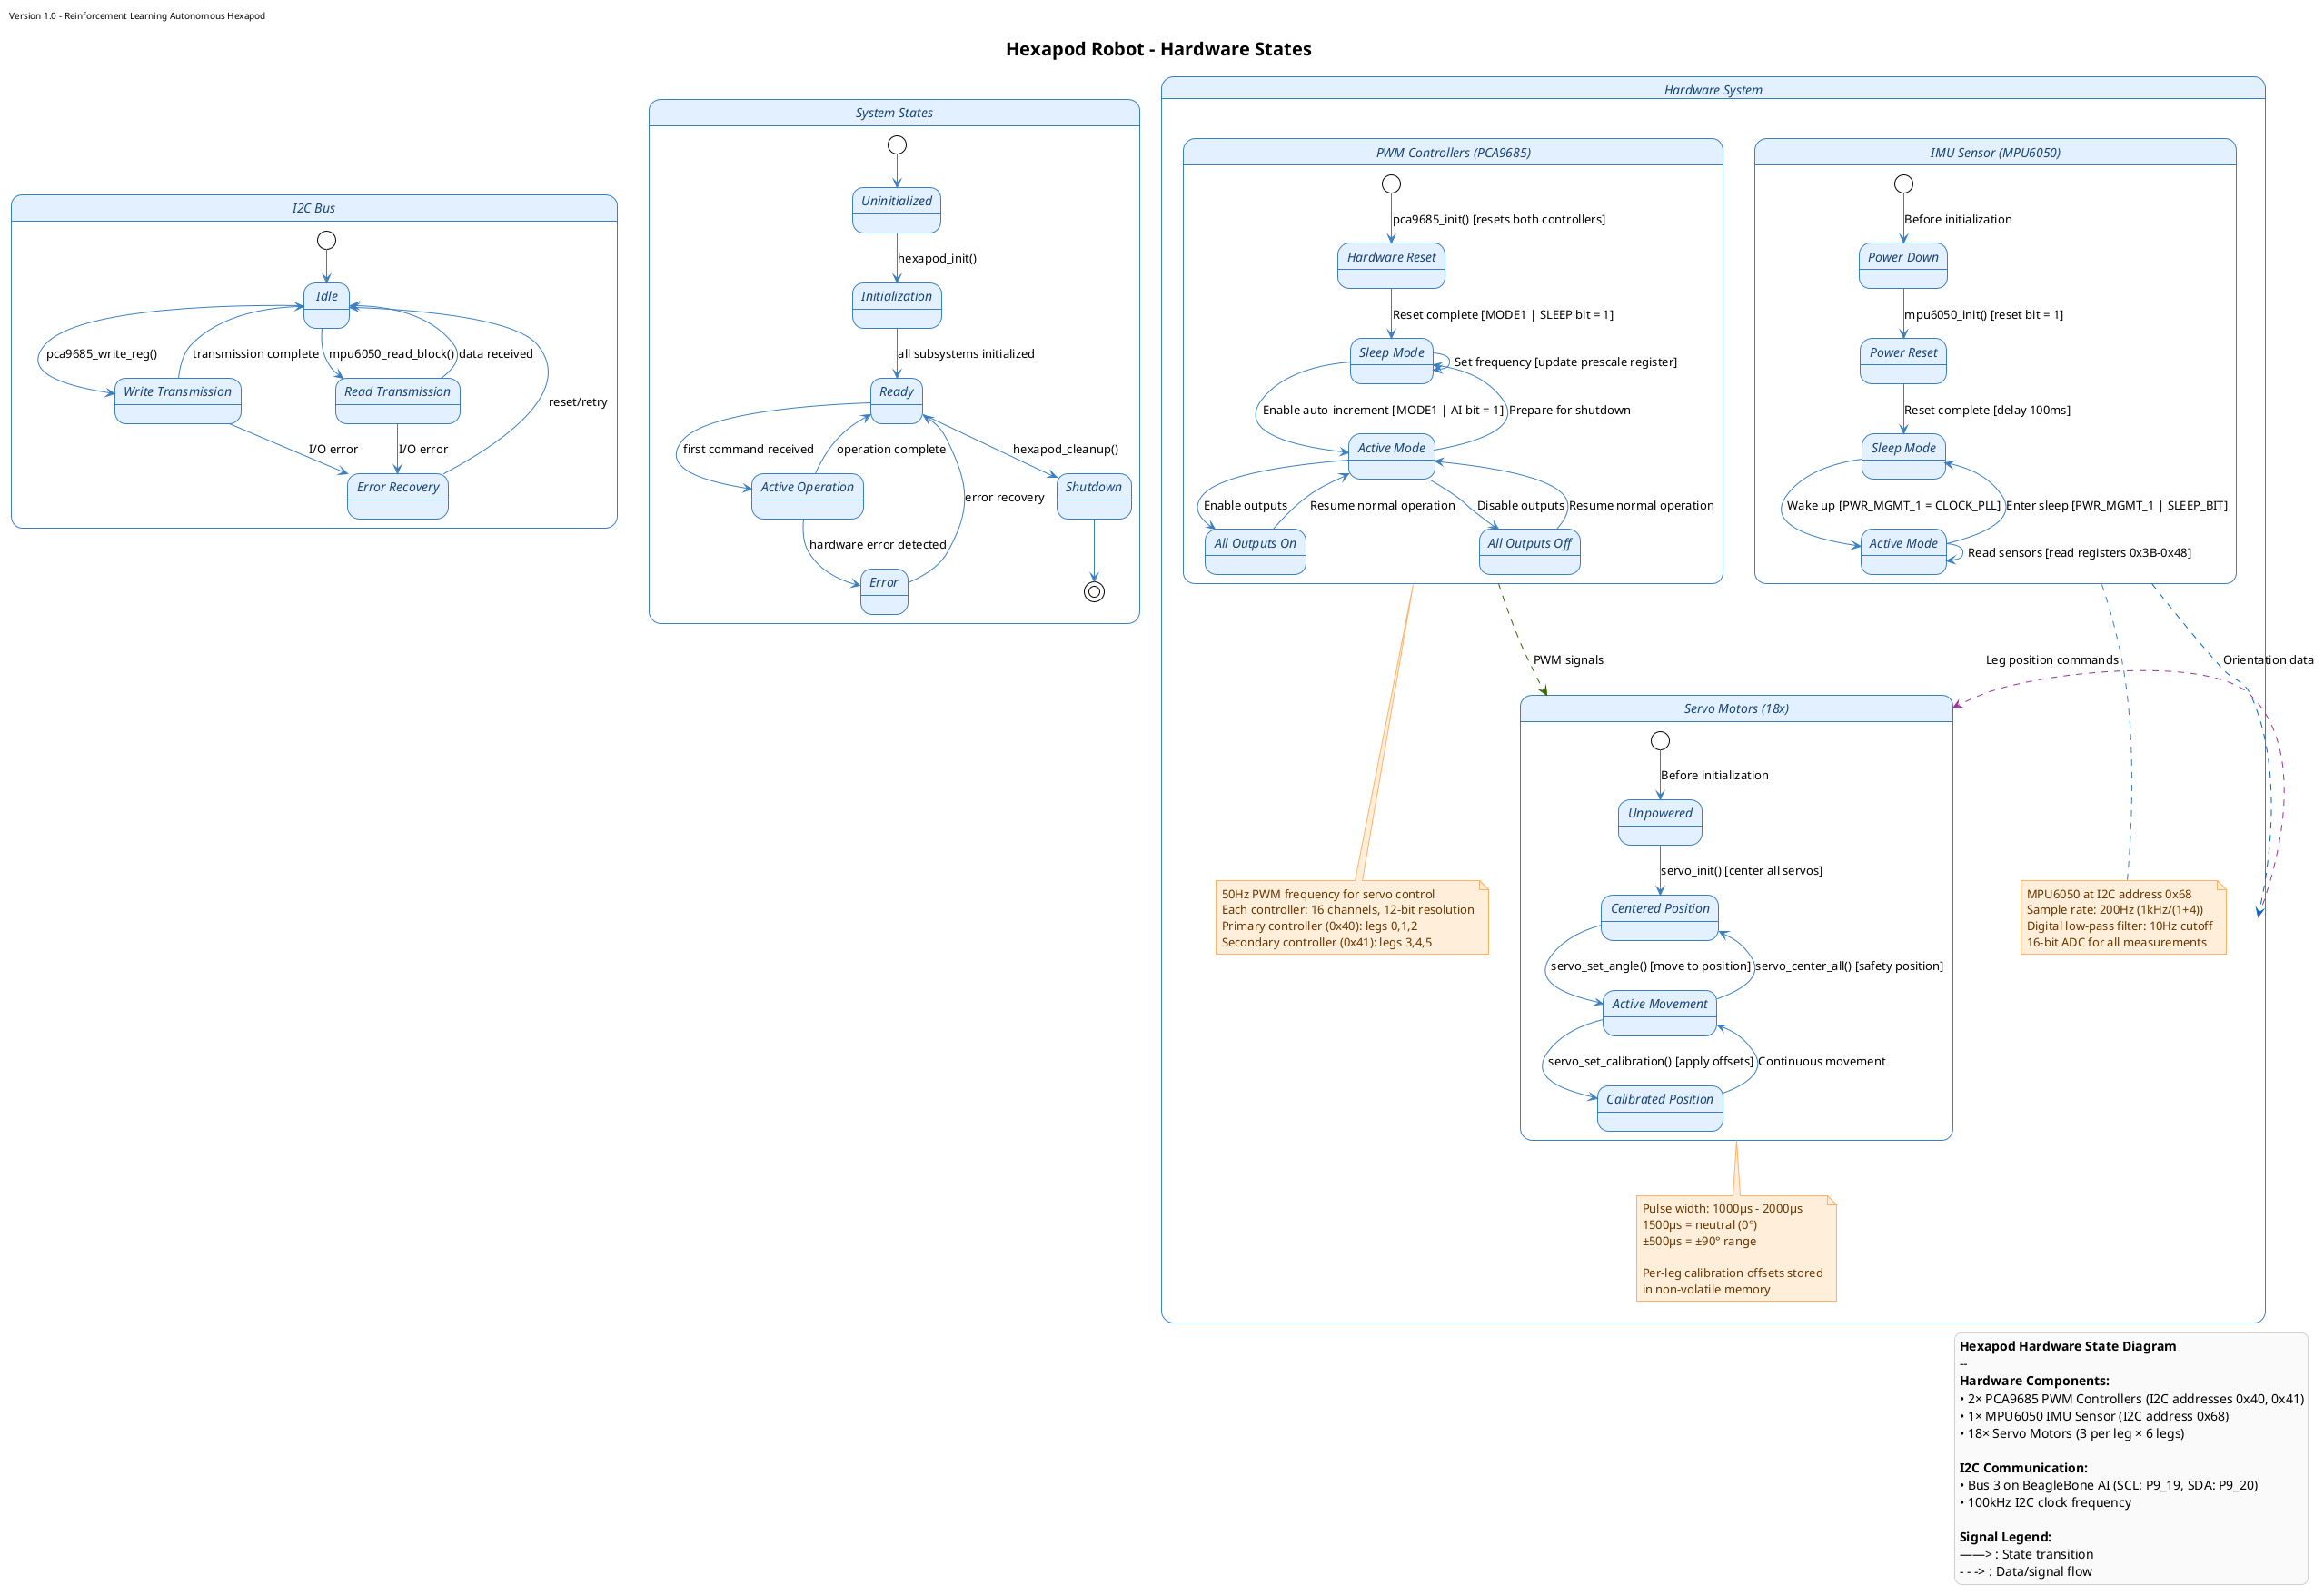 Version 1.0 - Reinforcement Learning Autonomous Hexapod
Hexapod Robot - Hardware States
I2C Bus
Idle
pca9685_write_reg()
transmission complete
mpu6050_read_block()
data received
Write Transmission
Read Transmission
reset/retry
I/O error
I/O error
Error Recovery
System States
Uninitialized
hexapod_init()
Initialization
all subsystems initialized
Ready
first command received
operation complete
hexapod_cleanup()
Active Operation
error recovery
Shutdown
hardware error detected
Error
Hardware System
PWM Controllers (PCA9685)
pca9685_init() [resets both controllers]
Hardware Reset
Reset complete [MODE1 | SLEEP bit = 1]
Sleep Mode
Set frequency [update prescale register]
Enable auto-increment [MODE1 | AI bit = 1]
Prepare for shutdown
Active Mode
Enable outputs
Resume normal operation
Disable outputs
Resume normal operation
All Outputs On
All Outputs Off
IMU Sensor (MPU6050)
Before initialization
Power Down
mpu6050_init() [reset bit = 1]
Power Reset
Reset complete [delay 100ms]
Sleep Mode
Wake up [PWR_MGMT_1 = CLOCK_PLL]
Enter sleep [PWR_MGMT_1 | SLEEP_BIT]
Active Mode
Read sensors [read registers 0x3B-0x48]
PWM signals
Leg position commands
Orientation data
Servo Motors (18x)
Before initialization
Unpowered
servo_init() [center all servos]
Centered Position
servo_set_angle() [move to position]
servo_center_all() [safety position]
Active Movement
servo_set_calibration() [apply offsets]
Continuous movement
Calibrated Position
50Hz PWM frequency for servo control
Each controller: 16 channels, 12-bit resolution
Primary controller (0x40): legs 0,1,2
Secondary controller (0x41): legs 3,4,5
MPU6050 at I2C address 0x68
Sample rate: 200Hz (1kHz/(1+4))
Digital low-pass filter: 10Hz cutoff
16-bit ADC for all measurements
Pulse width: 1000μs - 2000μs
1500μs = neutral (0°)
±500μs = ±90° range
Per-leg calibration offsets stored
in non-volatile memory
Hexapod Hardware State Diagram
--
Hardware Components:
• 2× PCA9685 PWM Controllers (I2C addresses 0x40, 0x41)
• 1× MPU6050 IMU Sensor (I2C address 0x68)
• 18× Servo Motors (3 per leg × 6 legs)
I2C Communication:
• Bus 3 on BeagleBone AI (SCL: P9_19, SDA: P9_20)
• 100kHz I2C clock frequency
Signal Legend:
——> : State transition
- - -> : Data/signal flow